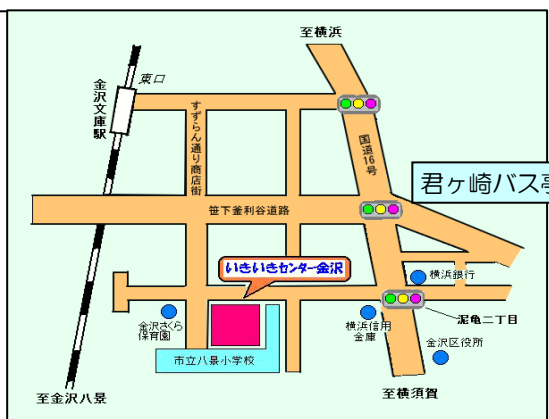 至横浜
東口
金沢文庫駅
すずらん通り商店街
国道16号
君ヶ崎バス亭
笹下釜利谷道路
いきいきセンター金沢
横浜銀行
泥亀二丁目
金沢さくら
保育園
横浜信用
金庫
金沢区役所
市立八景小学校
至金沢八景
至横須賀